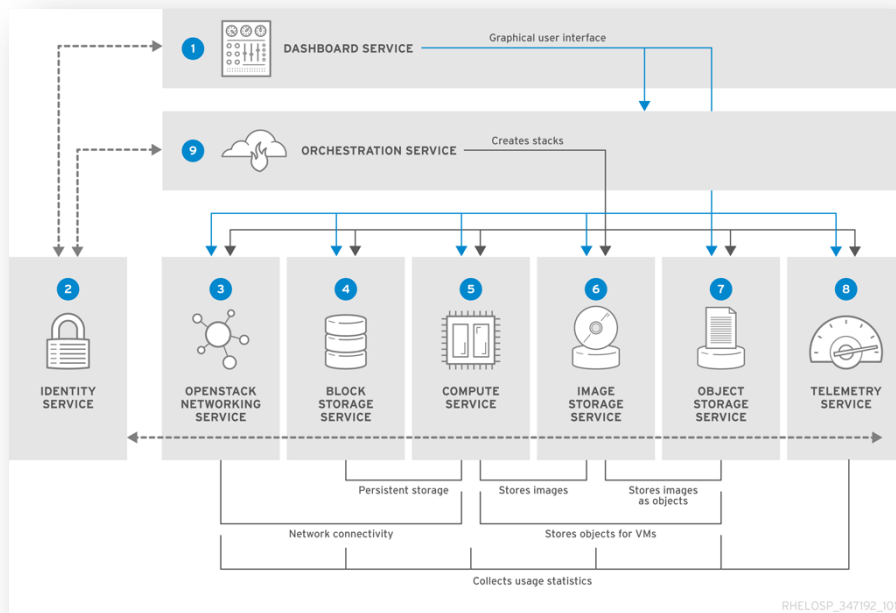 1
DASHBOARD SERVICE
Graphical user interface
9
ORCHESTRATION SERVICE
Creates stacks
2
IDENTITY
SERVICE
3
OPENSTACK
NETWORKING
SERVICE
4
BLOCK
STORAGE
SERVICE
5
COMPUTE
SERVICE
6
IMAGE
STORAGE
SERVICE
7
OBJECT
STORAGE
SERVICE
8
TELEMETRY
SERVICE
Persistent storage
Stores images
Stores images
as objects
Network connectivity
Stores objects for VMs
Collects usage statistics